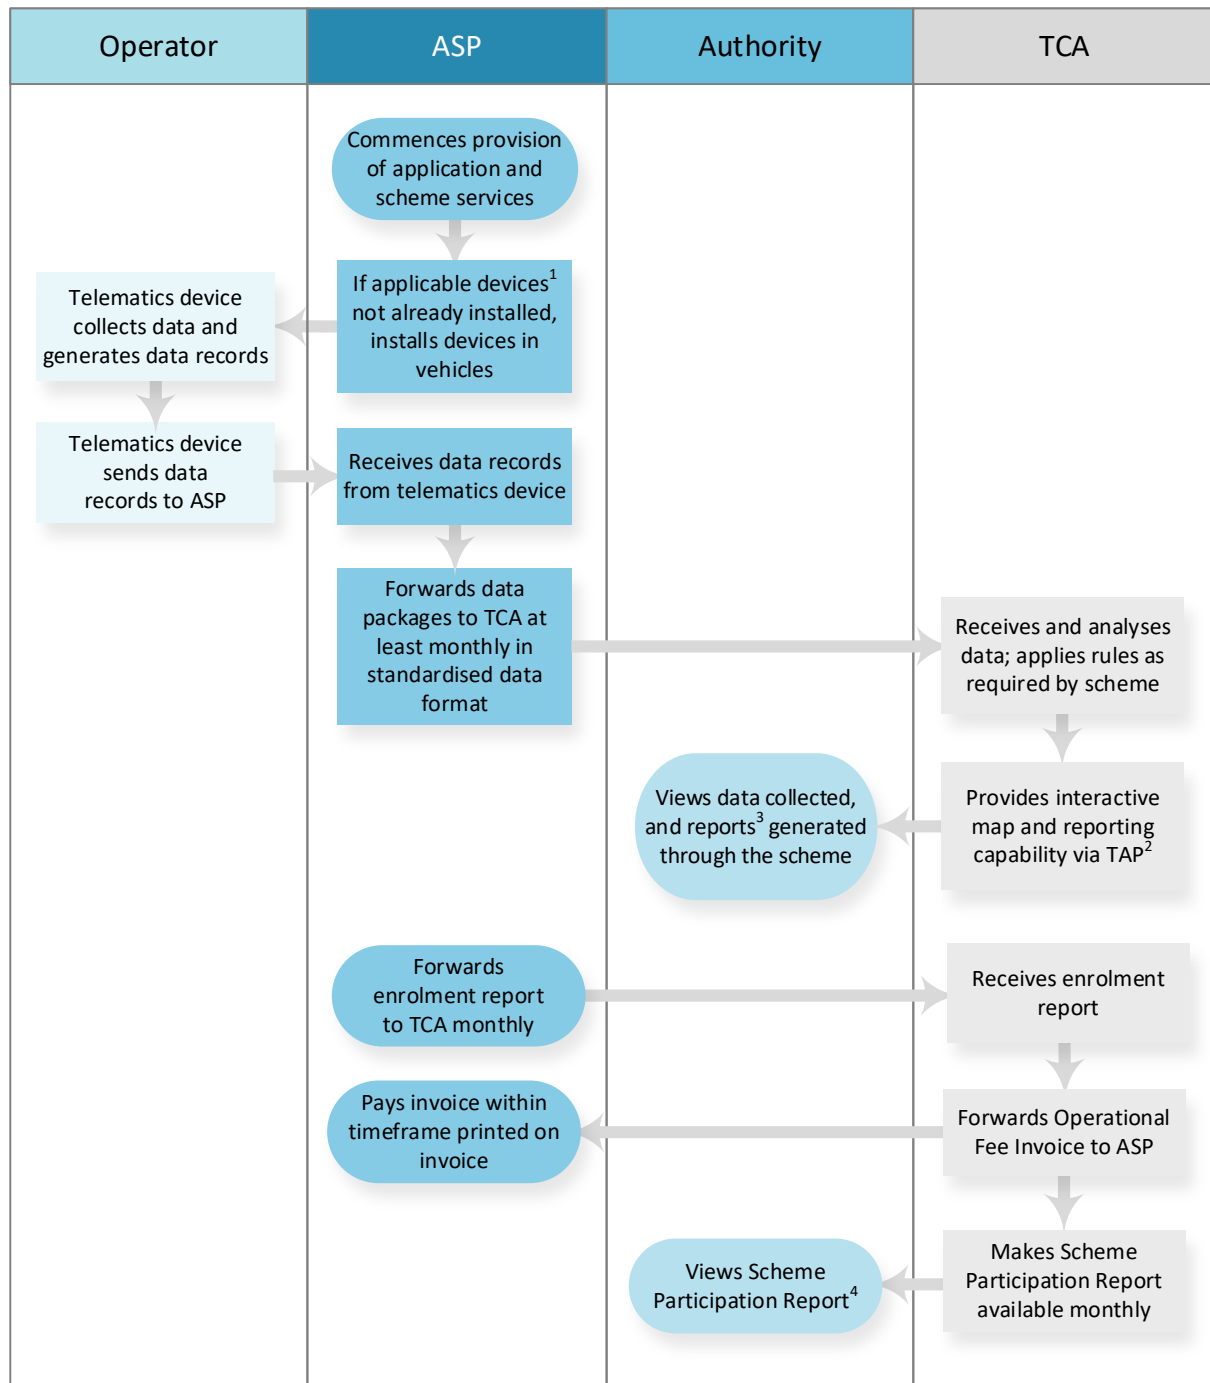 Operator
ASP
Authority
TCA
Commences provision
of application and
scheme services
If applicable devices¹
not already installed,
installs devices in
vehicles
Telematics device
collects data and
generates data records
Telematics device
sends data
records to ASP
Receives data records
from telematics device
Forwards data
packages to TCA at
least monthly in
standardised data
format
Receives and analyses
data; applies rules as
required by scheme
Provides interactive
map and reporting
capability via TAP²
Views data collected,
and reports³ generated
through the scheme
Forwards
enrolment report
to TCA monthly
Receives enrolment
report
Forwards Operational
Fee Invoice to ASP
Pays invoice within
timeframe printed on
invoice
Makes Scheme
Participation Report
available monthly
Views Scheme
Participation Report⁴